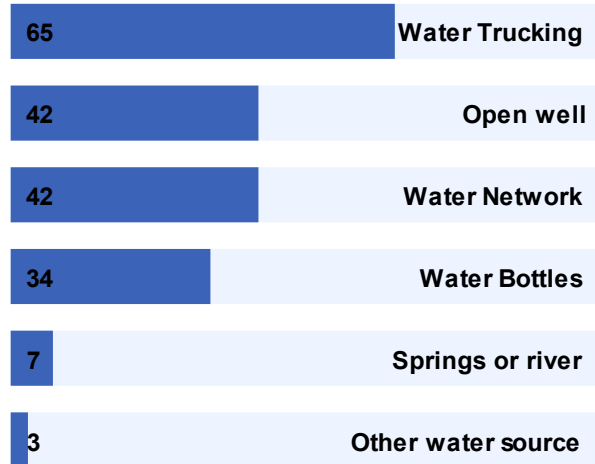 65 Water Trucking
42 Open well
42 Water Network
34 Water Bottles
7 Springs or river
3 Other water source